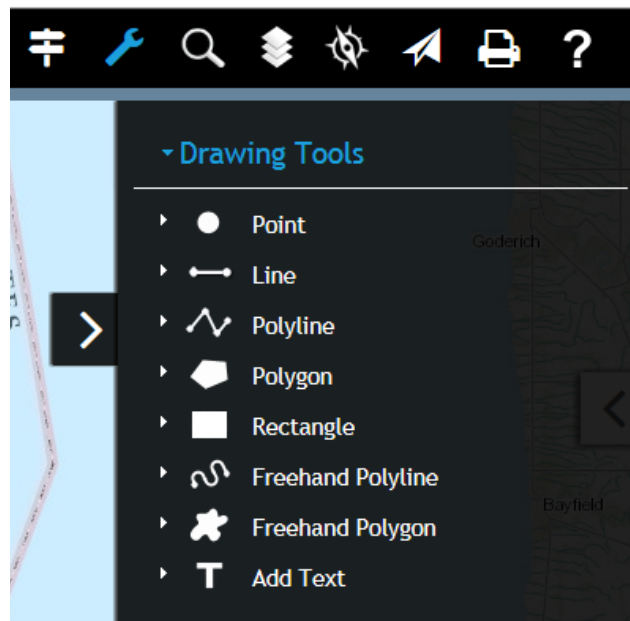 Drawing Tools
Point
Goderich
Line
Polyline
Polygon
Rectangle
Freehand Polyline
Bayfield
Freehand Polygon
T Add Text